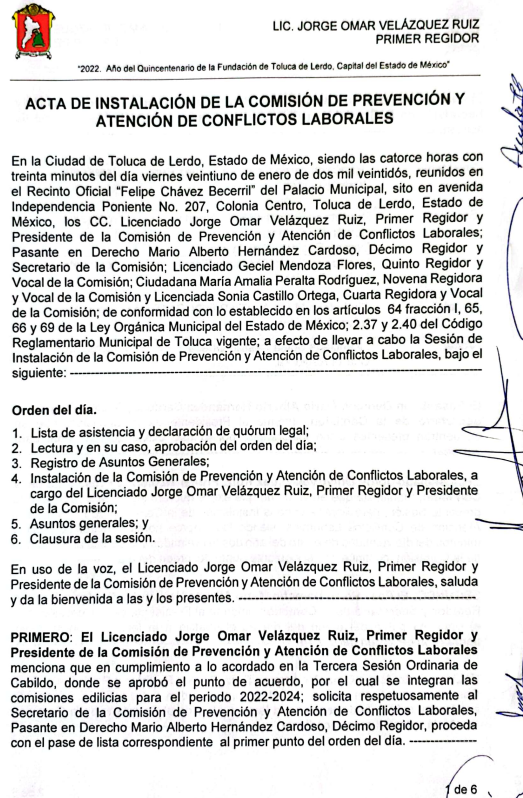 LIC. JORGE OMAR VELÁZQUEZ RUIZ
PRIMER REGIDOR
"2022. Año del Quincentenario de la Fundación de Toluca de Lerdo, Capital del Estado de México"
ACTA DE INSTALACIÓN DE LA COMISIÓN DE PREVENCIÓN Y
ATENCIÓN DE CONFLICTOS LABORALES
En la Ciudad de Toluca de Lerdo, Estado de México, siendo las catorce horas con
treinta minutos del día viernes veintiuno de enero de dos mil veintidós, reunidos en
el Recinto Oficial "Felipe Chávez Becerril" del Palacio Municipal, sito en avenida
Independencia Poniente No. 207, Colonia Centro, Toluca de Lerdo, Estado de
México, los CC. Licenciado Jorge Omar Velázquez Ruiz, Primer Regidor y
Presidente de la Comisión de Prevención y Atención de Conflictos Laborales;
Pasante en Derecho Mario Alberto Hernández Cardoso, Décimo Regidor y
Secretario de la Comisión; Licenciado Geciel Mendoza Flores, Quinto Regidor y
Vocal de la Comisión; Ciudadana María Amalia Peralta Rodríguez, Novena Regidora
y Vocal de la Comisión y Licenciada Sonia Castillo Ortega, Cuarta Regidora y Vocal
de la Comisión; de conformidad con lo establecido en los artículos 64 fracción I, 65,
66 y 69 de la Ley Orgánica Municipal del Estado de México; 2.37 y 2.40 del Código
Reglamentario Municipal de Toluca vigente; a efecto de llevar a cabo la Sesión de
Instalación de la Comisión de Prevención y Atención de Conflictos Laborales, bajo el
siguiente: ------------------------------------------------------------------------------------
Orden del día.
1. Lista de asistencia y declaración de quórum legal;
2. Lectura y en su caso, aprobación del orden del día;
3. Registro de Asuntos Generales;
4. Instalación de la Comisión de Prevención y Atención de Conflictos Laborales, a
cargo del Licenciado Jorge Omar Velázquez Ruiz, Primer Regidor y Presidente
de la Comisión;
5. Asuntos generales; y
6. Clausura de la sesión.
En uso de la voz, el Licenciado Jorge Omar Velázquez Ruiz, Primer Regidor y
Presidente de la Comisión de Prevención y Atención de Conflictos Laborales, saluda
y da la bienvenida a las y los presentes. ------------------------------------------------
PRIMERO: El Licenciado Jorge Omar Velázquez Ruiz, Primer Regidor y
Presidente de la Comisión de Prevención y Atención de Conflictos Laborales
menciona que en cumplimiento a lo acordado en la Tercera Sesión Ordinaria de
Cabildo, donde se aprobó el punto de acuerdo, por el cual se integran las
comisiones edilicias para el periodo 2022-2024; solicita respetuosamente al
Secretario de la Comisión de Prevención y Atención de Conflictos Laborales,
Pasante en Derecho Mario Alberto Hernández Cardoso, Décimo Regidor, proceda
con el pase de lista correspondiente al primer punto del orden del día. --------------
1 de 6